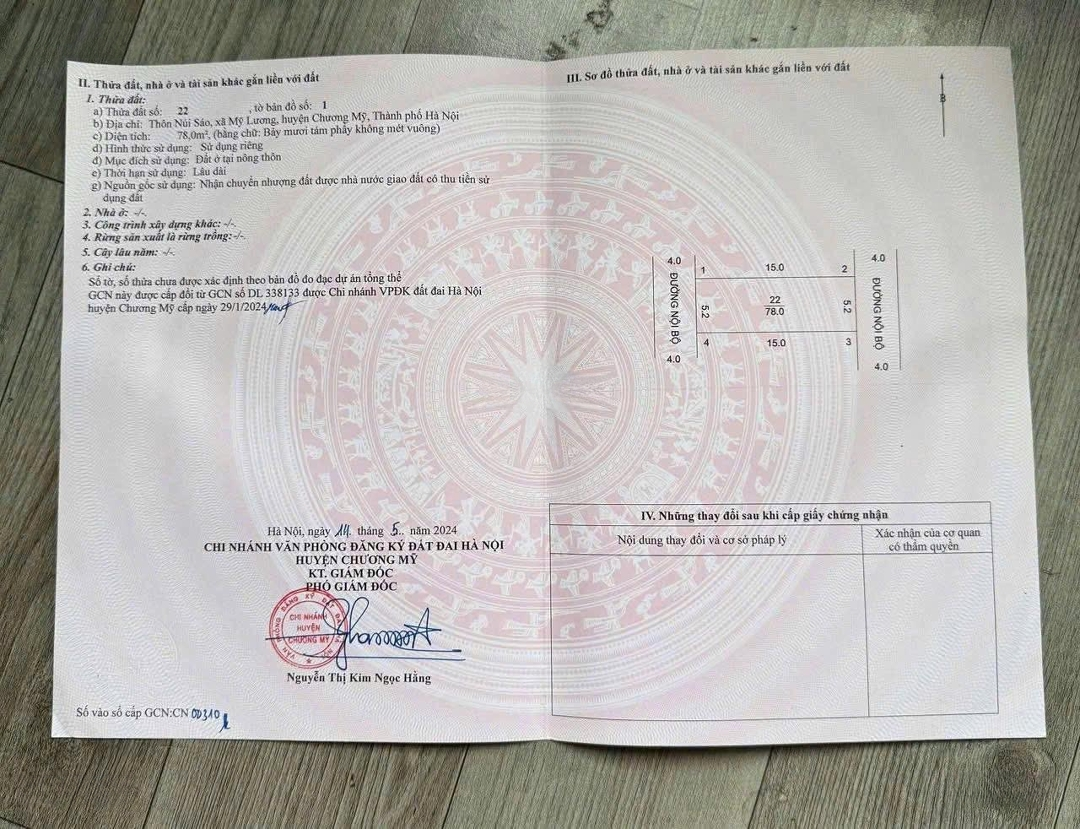 II. Thửa đất, nhà ở và tài sản khác gắn liền với đất
1. Thửa đất:
a) Thửa đất số: 22 , tờ bản đồ số: 1
b) Địa chỉ: Thôn Núi Sáo, xã Mỹ Lương, huyện Chương Mỹ, Thành phố Hà Nội
c) Diện tích: 78,0m², (bằng chữ: Bảy mươi tám phẩy không mét vuông)
d) Hình thức sử dụng: Sử dụng riêng
đ) Mục đích sử dụng: Đất ở tại nông thôn
e) Thời hạn sử dụng: Lâu dài
g) Nguồn gốc sử dụng: Nhận chuyển nhượng đất được nhà nước giao đất có thu tiền sử
dụng đất
2. Nhà ở: -/-.
3. Công trình xây dựng khác: -/-.
4. Rừng sản xuất là rừng trồng:-/-.
5. Cây lâu năm: -/-.
6. Ghi chú:
Số tờ, số thửa chưa được xác định theo bản đồ đo đạc dự án tổng thể
GCN này được cấp đổi từ GCN số DL 338133 được Chi nhánh VPĐK đất đai Hà Nội
huyện Chương Mỹ cấp ngày 29/1/2024
Hà Nội, ngày 14. tháng 5.. năm 2024
CHI NHÁNH VĂN PHÒNG ĐĂNG KÝ ĐẤT ĐAI HÀ NỘI
HUYỆN CHƯƠNG MỸ
KT. GIÁM ĐỐC
PHÓ GIÁM ĐỐC
VĂN PHÒNG ĐĂNG KÝ ĐẤT ĐAI HÀ NỘI
CHI NHÁNH
HUYỆN
CHƯƠNG MỸ
Nguyễn Thị Kim Ngọc Hằng
Số vào sổ cấp GCN:CN 00310
III. Sơ đồ thửa đất, nhà ở và tài sản khác gắn liền với đất
B
4.0
ĐƯỜNG NỘI BỘ
4.0
1
15.0
2
5.2
22
78.0
5.2
4
15.0
3
4.0
ĐƯỜNG NỘI BỘ
4.0
IV. Những thay đổi sau khi cấp giấy chứng nhận
Nội dung thay đổi và cơ sở pháp lý
Xác nhận của cơ quan
có thẩm quyền